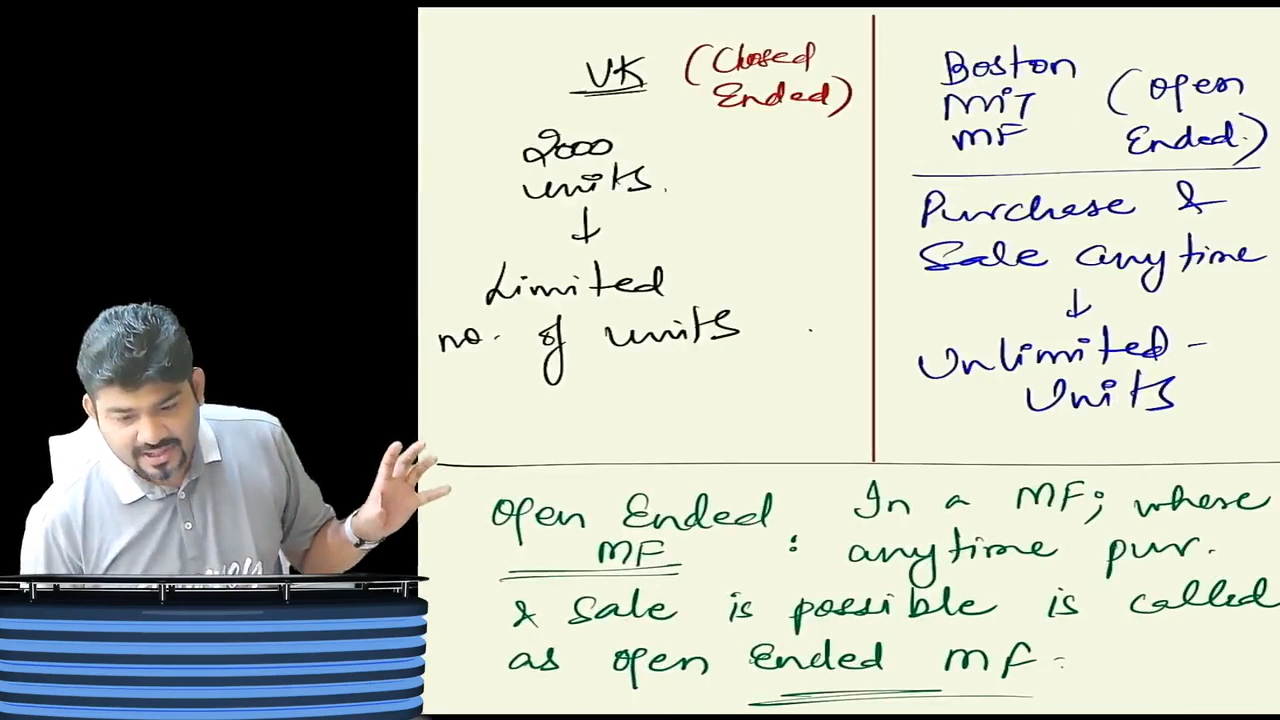 VK (Closed
Ended)
2000
units.
↓
Limited
no. of units
Boston
MIT
MF
(Open
Ended.)
Purchase &
Sale anytime
↓
Unlimited -
Units
Open Ended
MF :
In a MF; where
anytime pur.
& Sale is possible is called
as open Ended MF -